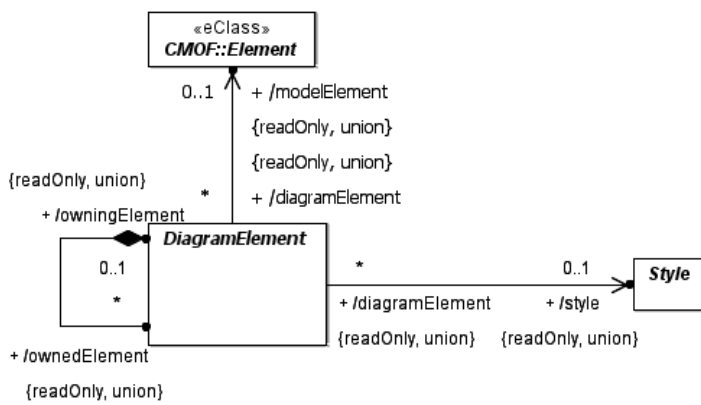 «eClass»
CMOF::Element
0..1
+ /modelElement
{readOnly, union}
{readOnly, union}
+ /diagramElement
*
{readOnly, union}
+ /owningElement
DiagramElement
0..1
*
+ /ownedElement
{readOnly, union}
*
0..1
+ /diagramElement
+ /style
{readOnly, union}
{readOnly, union}
Style